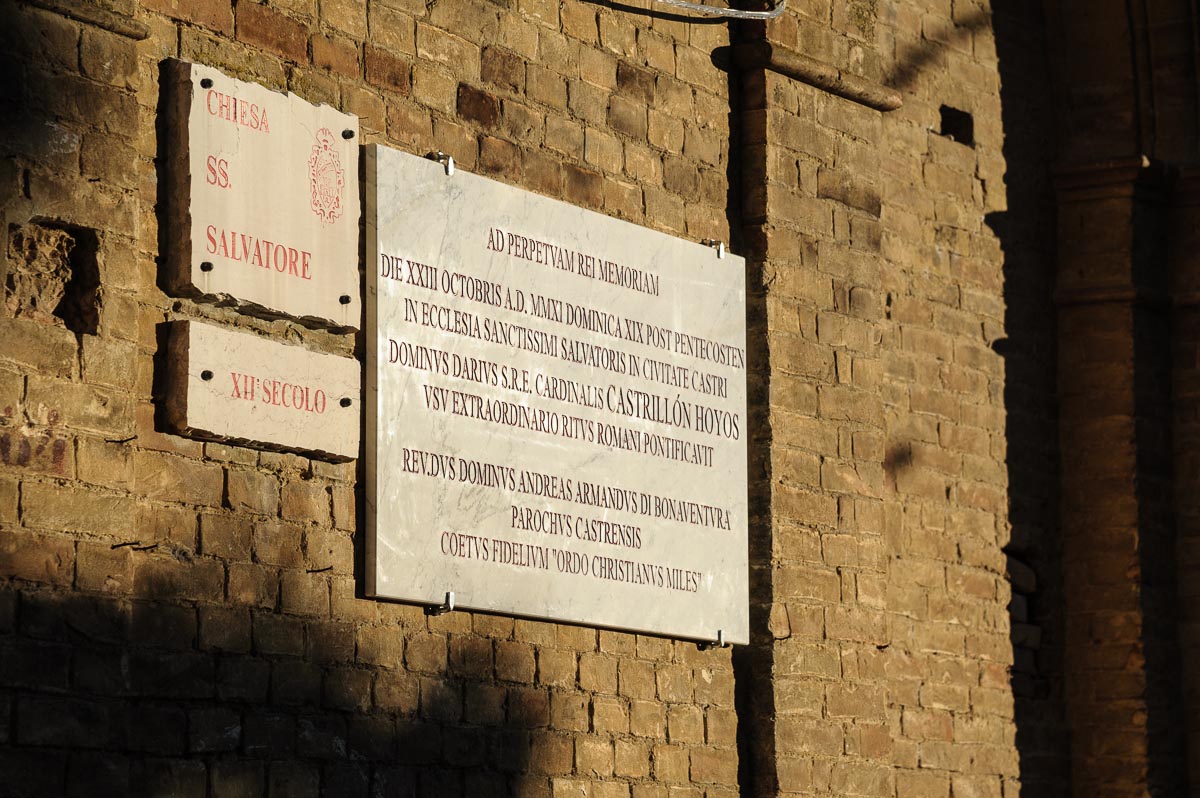 CHIESA
SS.
SALVATORE
XII° SECOLO
AD PERPETVAM REI MEMORIAM
DIE XXIII OCTOBRIS A.D. MMXI DOMINICA XIX POST PENTECOSTEN
IN ECCLESIA SANCTISSIMI SALVATORIS IN CIVITATE CASTRI
DOMINVS DARIVS S.R.E. CARDINALIS CASTRILLÓN HOYOS
VSV EXTRAORDINARIO RITVS ROMANI PONTIFICAVIT
REV.DVS DOMINVS ANDREAS ARMANDVS DI BONAVENTVRA
PAROCHVS CASTRENSIS
COETVS FIDELIVM "ORDO CHRISTIANVS MILES"